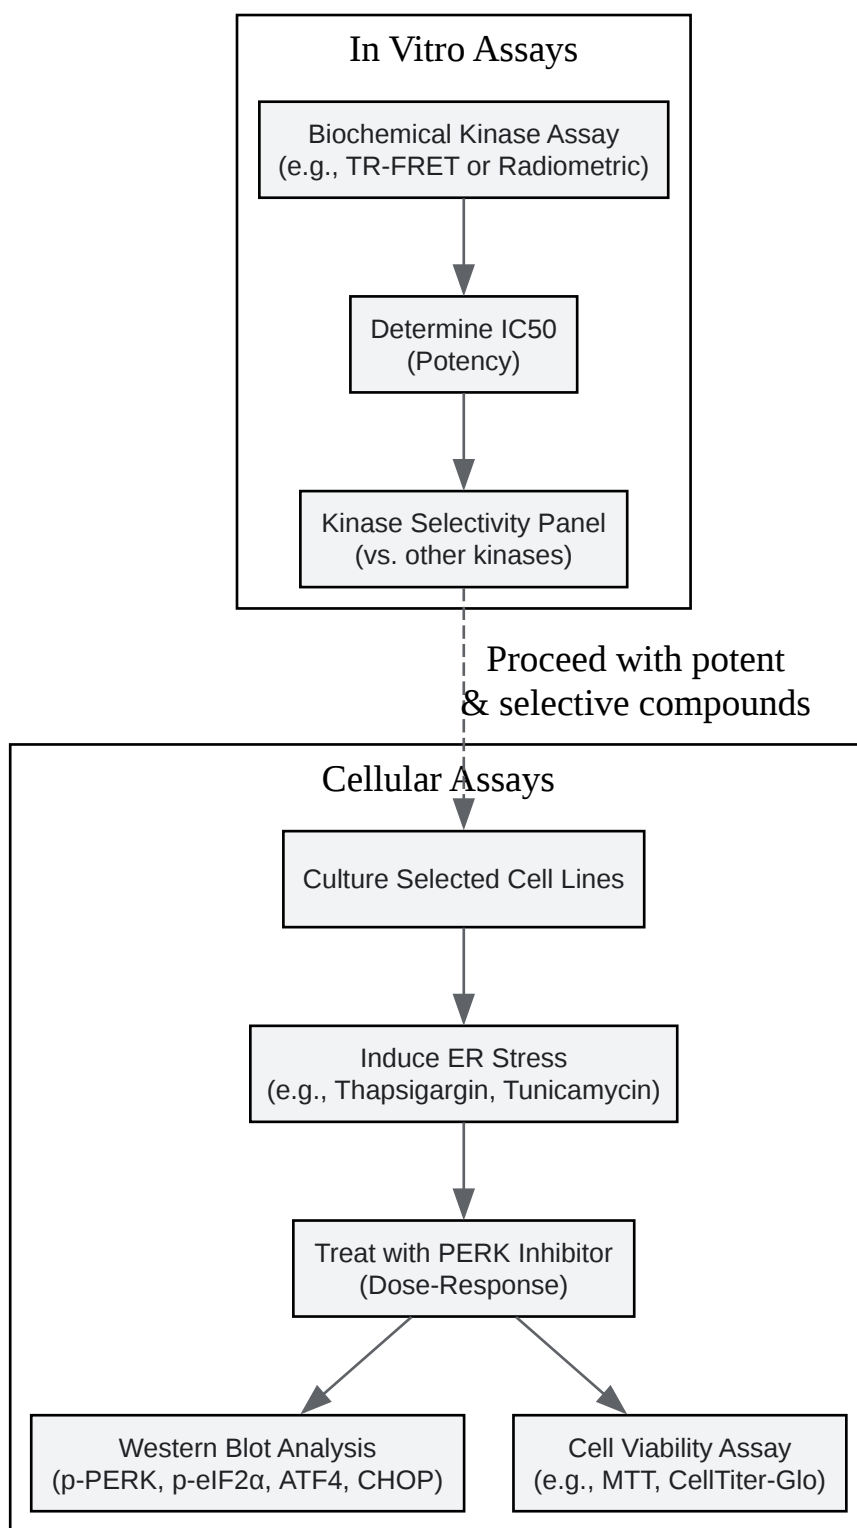 In Vitro Assays
Biochemical Kinase Assay
(e.g., TR-FRET or Radiometric)
Determine IC50
(Potency)
Kinase Selectivity Panel
(vs. other kinases)
Proceed with potent
& selective compounds
Cellular Assays
Culture Selected Cell Lines
Induce ER Stress
(e.g., Thapsigargin, Tunicamycin)
Treat with PERK Inhibitor
(Dose-Response)
Western Blot Analysis
(p-PERK, p-eIF2α, ATF4, CHOP)
Cell Viability Assay
(e.g., MTT, CellTiter-Glo)